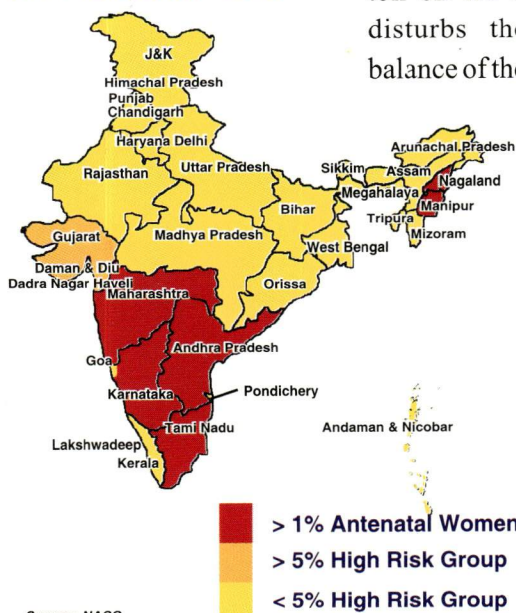 disturbs the
balance of the
J&K
Himachal Pradesh
Punjab
Chandigarh
Haryana Delhi
Arunachal Pradesh
Rajasthan
Uttar Pradesh
Sikkim
Assam
Nagaland
Megahalaya
Manipur
Bihar
Tripura
Mizoram
Gujarat
Madhya Pradesh
West Bengal
Daman & Diu
Dadra Nagar Haveli
Maharashtra
Orissa
Goa
Andhra Pradesh
Karnataka
Pondichery
Tami Nadu
Andaman & Nicobar
Lakshwadeep
Kerala
> 1% Antenatal Women
> 5% High Risk Group
< 5% High Risk Group